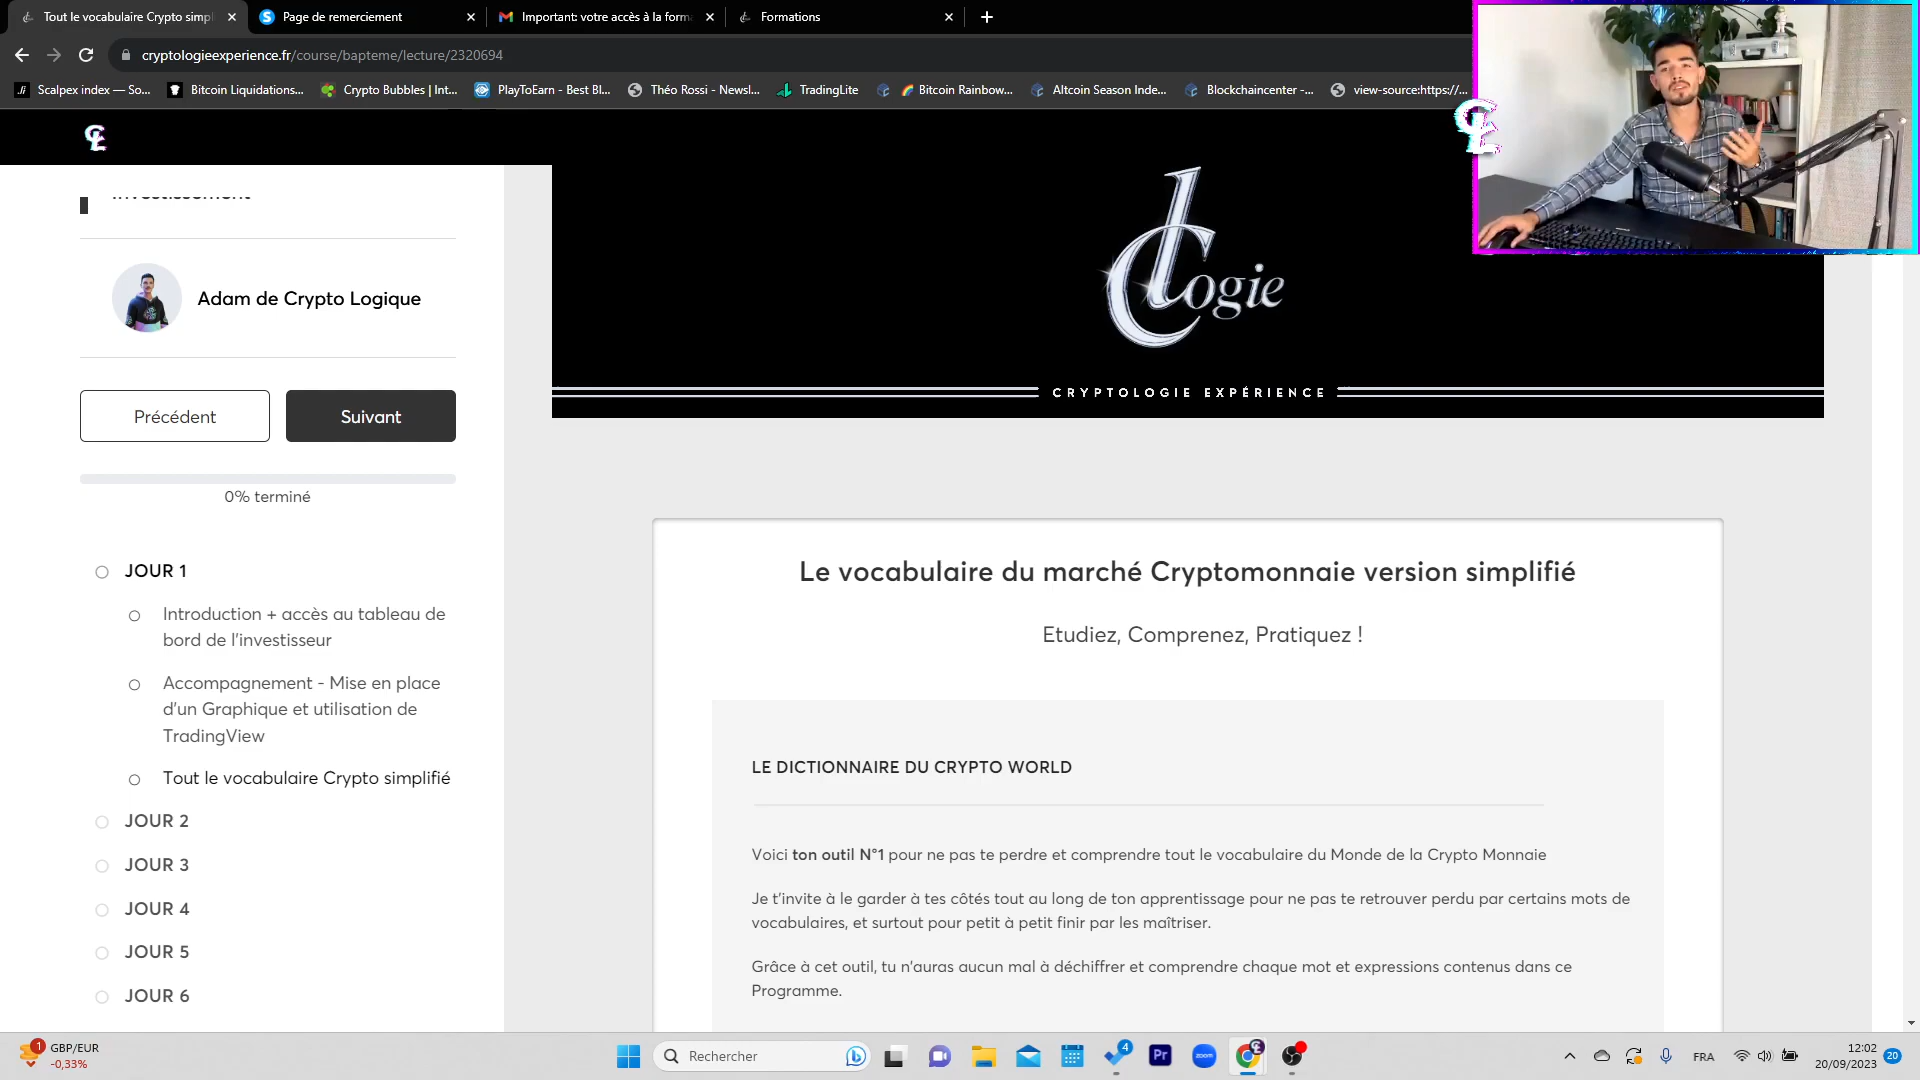 Tout le vocabulaire Crypto simpl
Page de remerciement
Important: votre accès à la forma
Formations
cryptologieexperience.fr/course/bapteme/lecture/2320694
Scalpex index — So...
Bitcoin Liquidations...
Crypto Bubbles | Int...
PlayToEarn - Best Bl...
Théo Rossi - Newsl...
TradingLite
Bitcoin Rainbow...
Altcoin Season Inde...
Blockchaincenter -...
view-source:https://...
Investissement
Adam de Crypto Logique
Précédent
Suivant
0% terminé
JOUR 1
Introduction + accès au tableau de
bord de l'investisseur
Accompagnement - Mise en place
d'un Graphique et utilisation de
TradingView
Tout le vocabulaire Crypto simplifié
JOUR 2
JOUR 3
JOUR 4
JOUR 5
JOUR 6
ogie
CRYPTOLOGIE EXPÉRIENCE
Le vocabulaire du marché Cryptomonnaie version simplifié
Etudiez, Comprenez, Pratiquez !
LE DICTIONNAIRE DU CRYPTO WORLD
Voici ton outil N°1 pour ne pas te perdre et comprendre tout le vocabulaire du Monde de la Crypto Monnaie
Je t'invite à le garder à tes côtés tout au long de ton apprentissage pour ne pas te retrouver perdu par certains mots de
vocabulaires, et surtout pour petit à petit finir par les maîtriser.
Grâce à cet outil, tu n'auras aucun mal à déchiffrer et comprendre chaque mot et expressions contenus dans ce
Programme.
1
GBP/EUR
-0,33%
Rechercher
4
Pr
zoom
FRA
12:02
20/09/2023
20